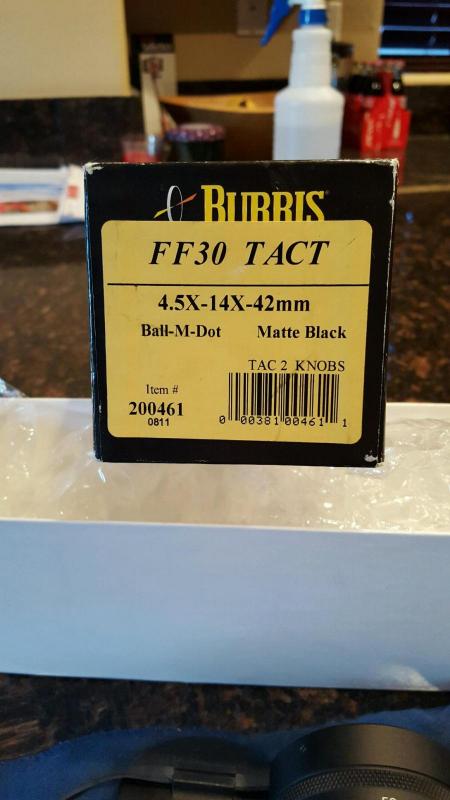 BURRIS
FF30 TACT
4.5X-14X-42mm
Ball-M-Dot Matte Black
TAC 2 KNOBS
Item #
200461
0811
0 00381 00461 1
50